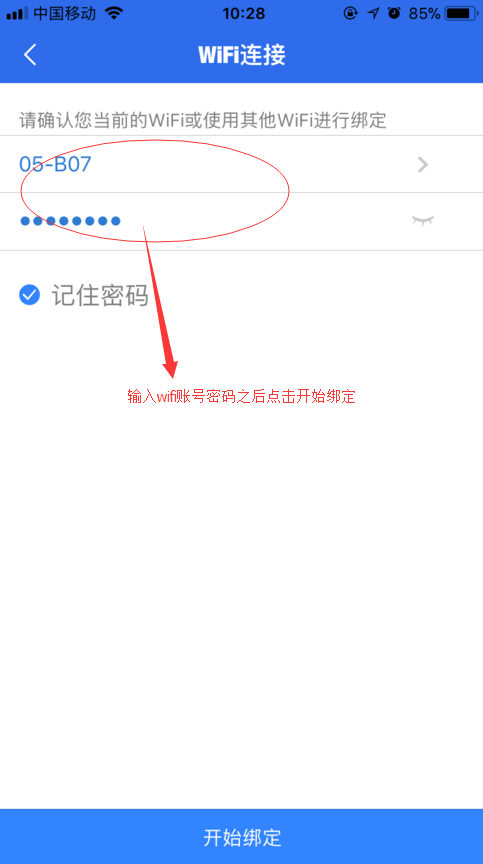 中国移动 10:28 85%
WiFi连接
请确认您当前的WiFi或使用其他WiFi进行绑定
05-B07
●●●●●●●●
记住密码
输入wifi账号密码之后点击开始绑定
开始绑定